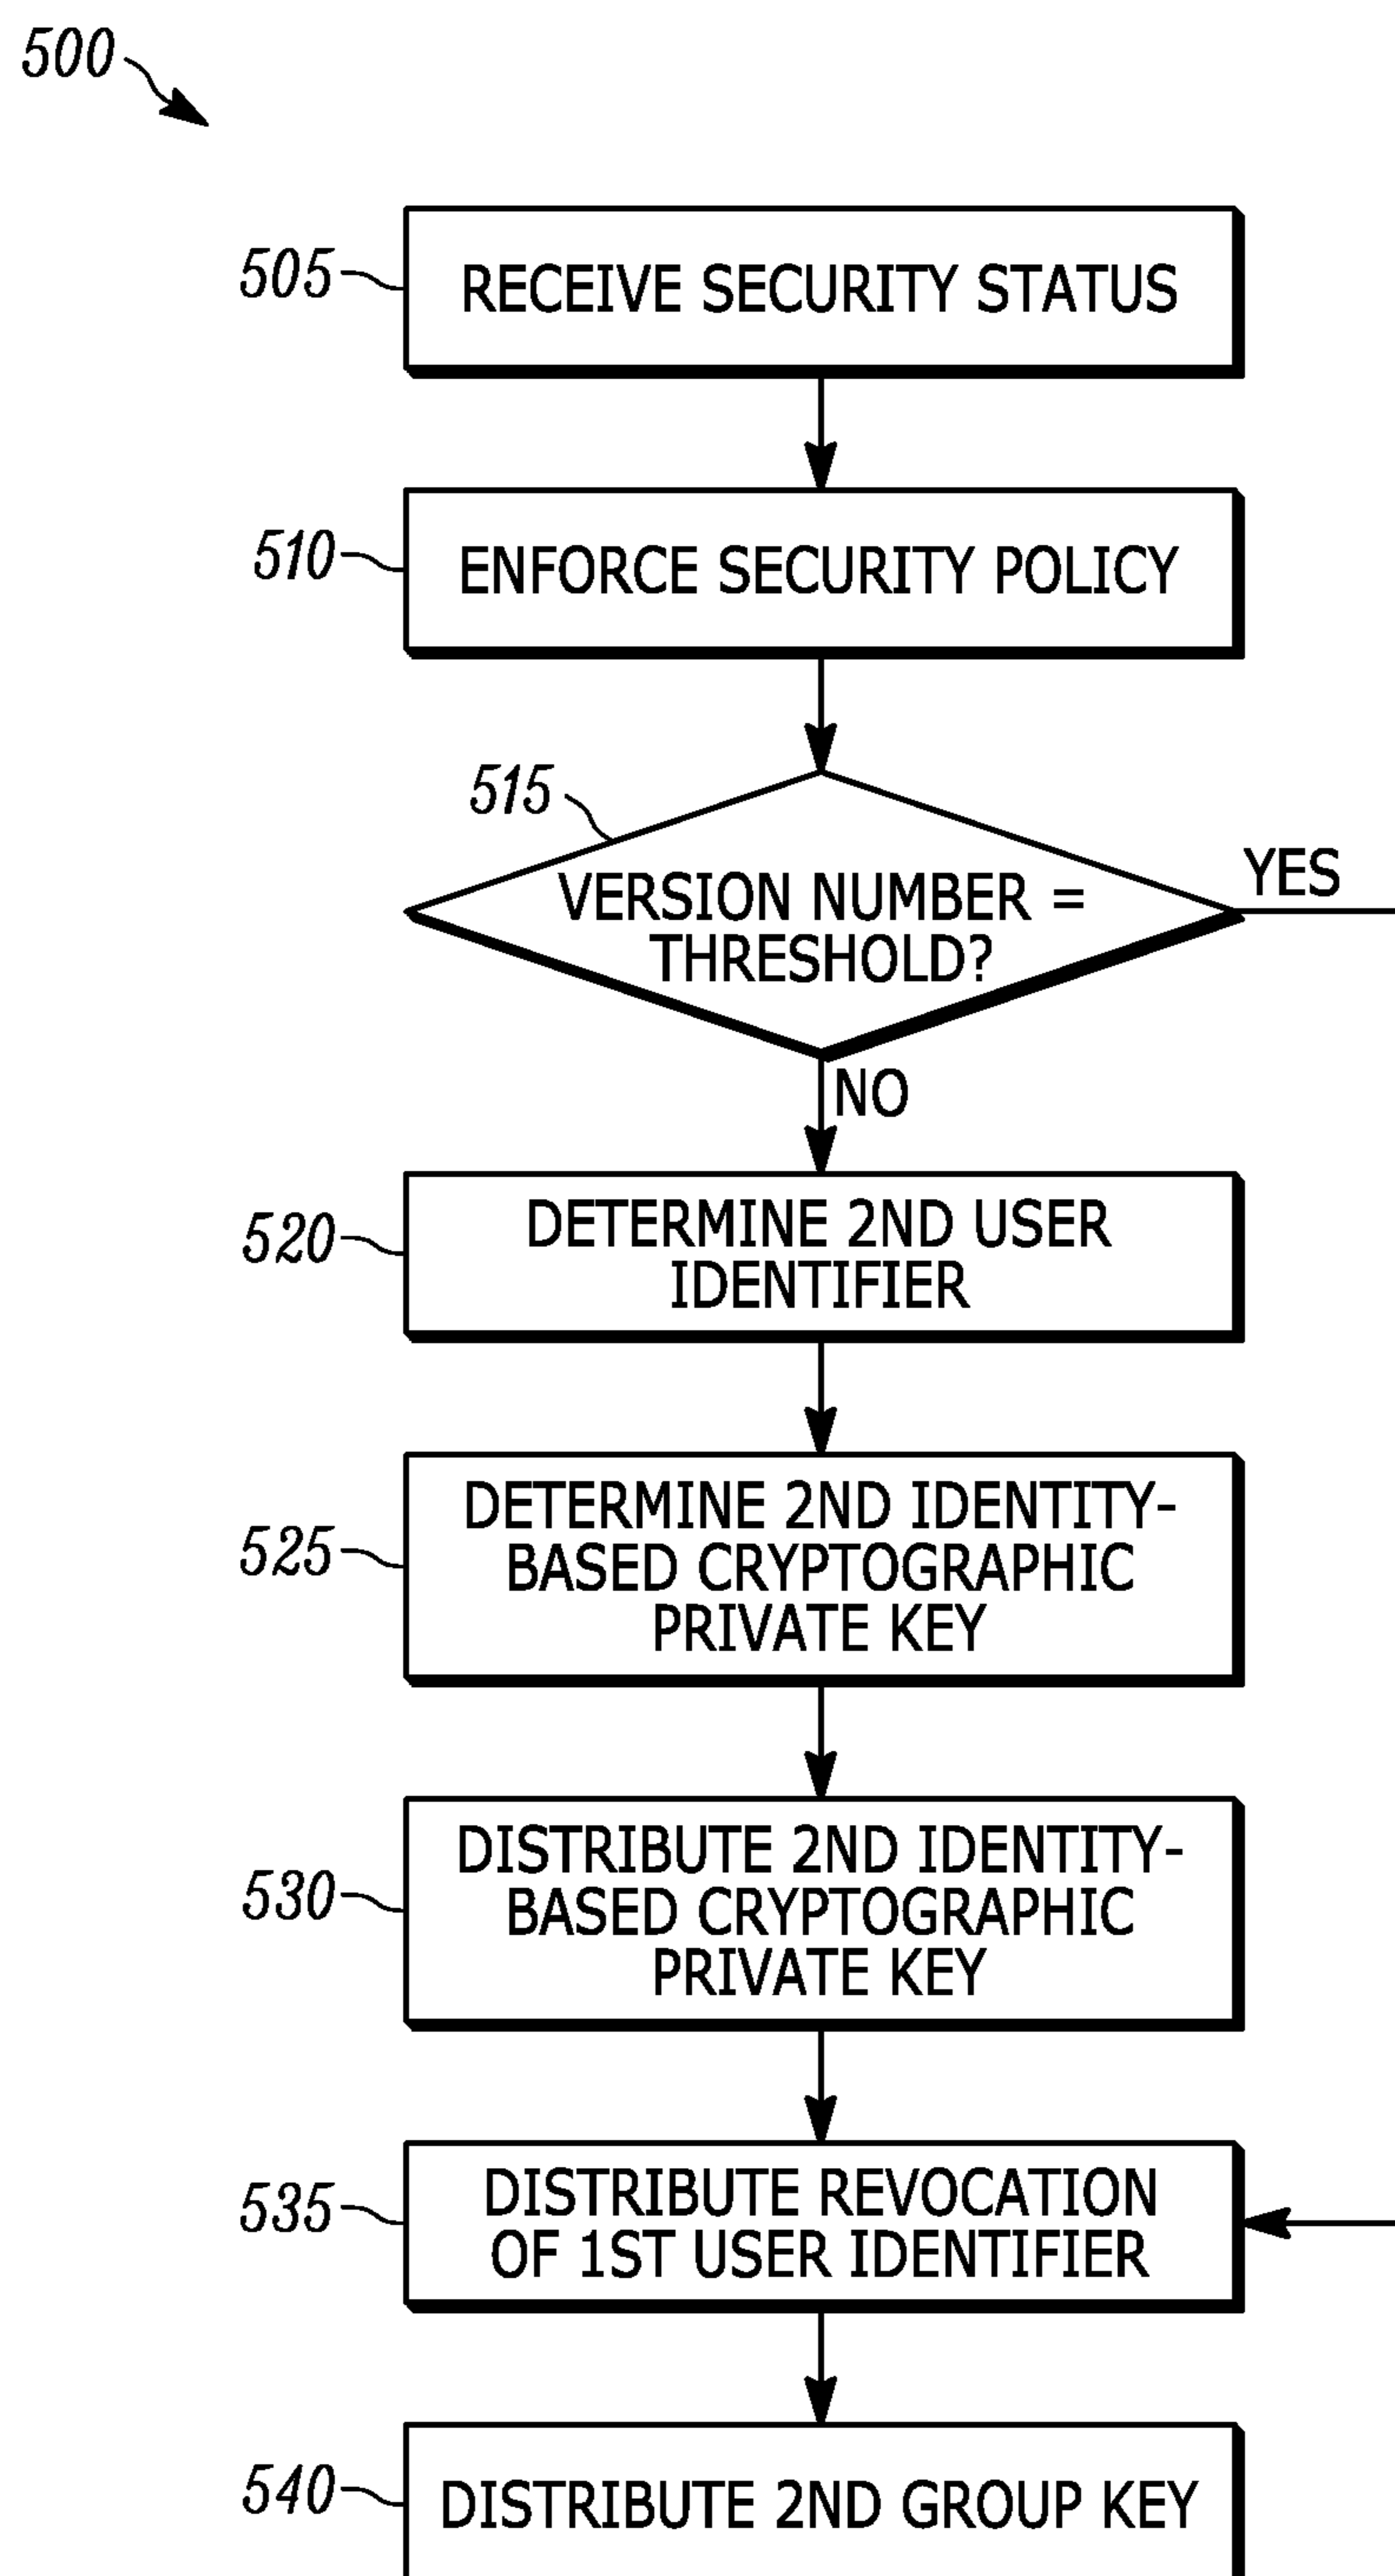 500
505
RECEIVE SECURITY STATUS
510
ENFORCE SECURITY POLICY
515
VERSION NUMBER =
THRESHOLD?
YES
NO
520
DETERMINE 2ND USER
IDENTIFIER
525
DETERMINE 2ND IDENTITY-
BASED CRYPTOGRAPHIC
PRIVATE KEY
530
DISTRIBUTE 2ND IDENTITY-
BASED CRYPTOGRAPHIC
PRIVATE KEY
535
DISTRIBUTE REVOCATION
OF 1ST USER IDENTIFIER
540
DISTRIBUTE 2ND GROUP KEY